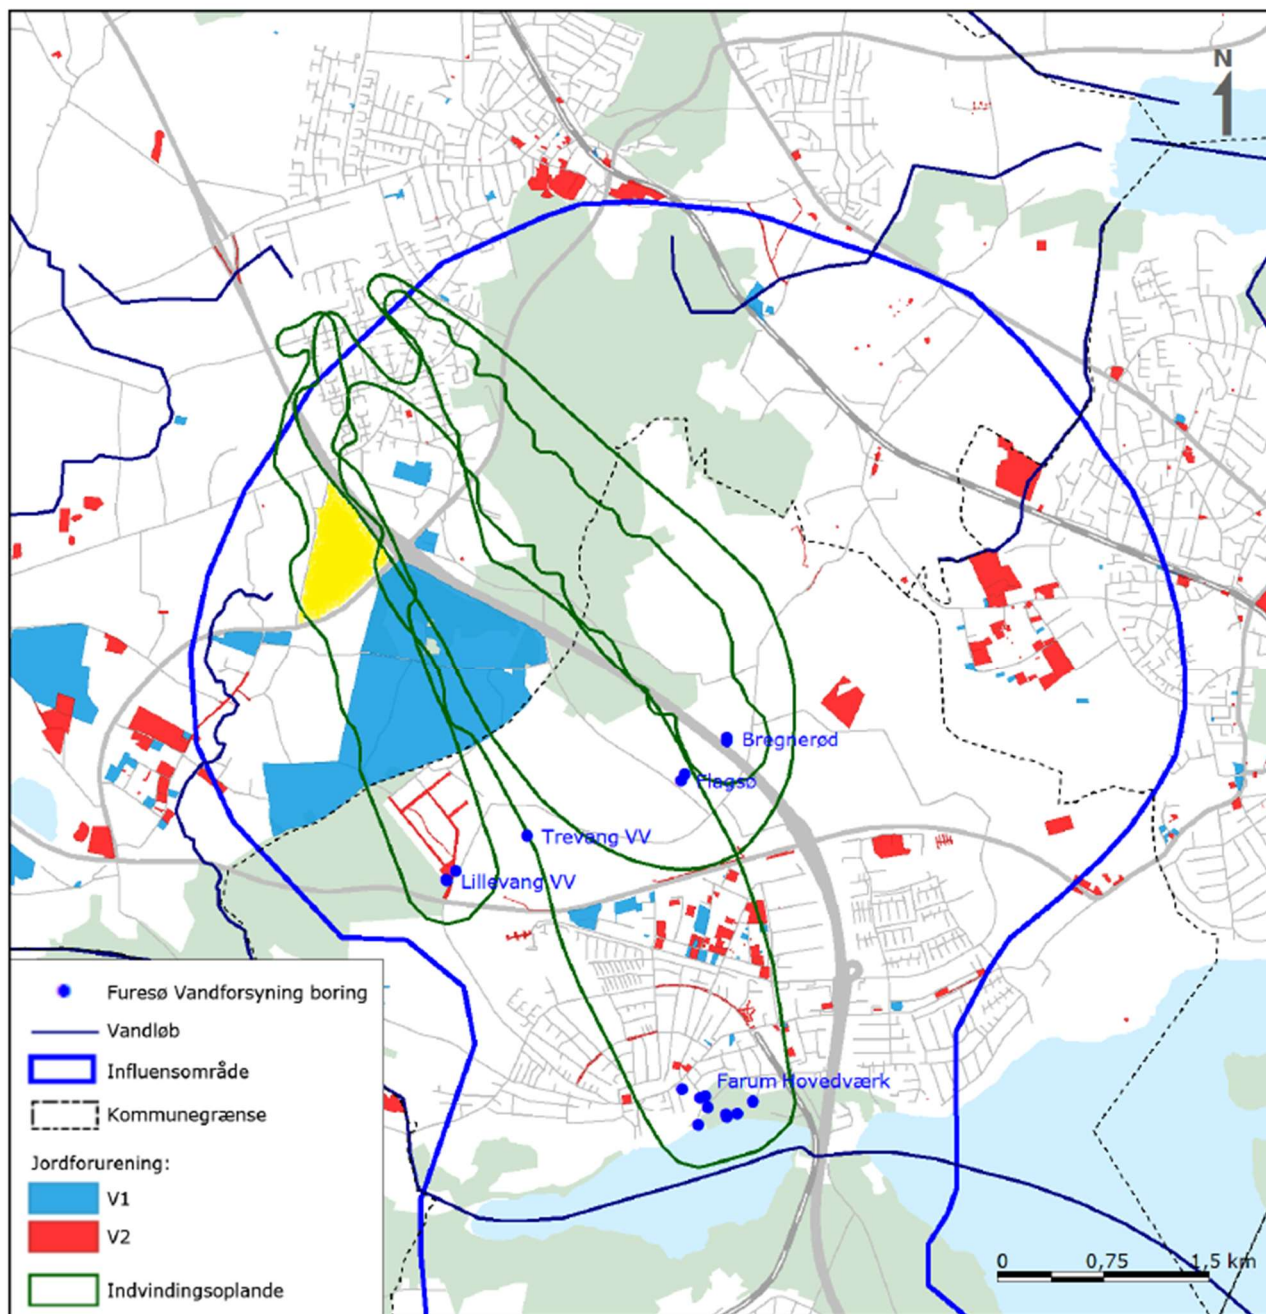 N
Bregnerød
Flagsø
Trevang VV
Lillevang VV
Farum Hovedværk
Furesø Vandforsyning boring
Vandløb
Influensområde
Kommunegrænse
Jordforurening:
V1
V2
Indvindingsoplande
0 0,75 1,5 km